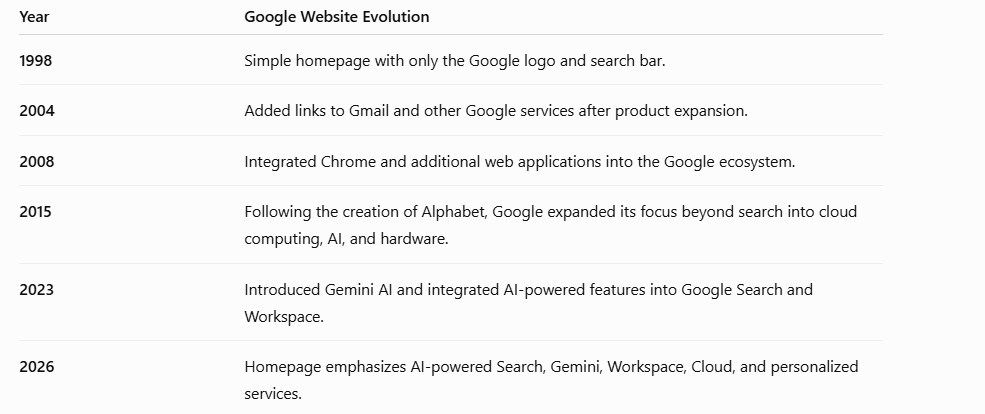 Year Google Website Evolution
1998 Simple homepage with only the Google logo and search bar.
2004 Added links to Gmail and other Google services after product expansion.
2008 Integrated Chrome and additional web applications into the Google ecosystem.
2015 Following the creation of Alphabet, Google expanded its focus beyond search into cloud
computing, AI, and hardware.
2023 Introduced Gemini AI and integrated AI-powered features into Google Search and
Workspace.
2026 Homepage emphasizes AI-powered Search, Gemini, Workspace, Cloud, and personalized
services.